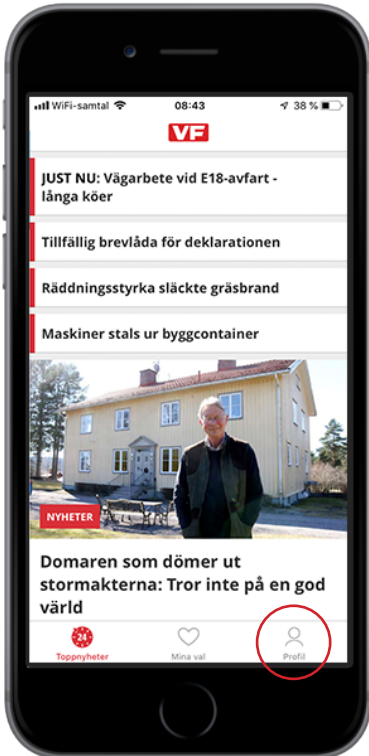 WiFi-samtal 08:43 38 %
VF
JUST NU: Vägarbete vid E18-avfart -
långa köer
Tillfällig brevlåda för deklarationen
Räddningsstyrka släckte gräsbrand
Maskiner stals ur byggcontainer
NYHETER
Domaren som dömer ut
stormakterna: Tror inte på en god
värld
24
Toppnyheter Mina val Profil